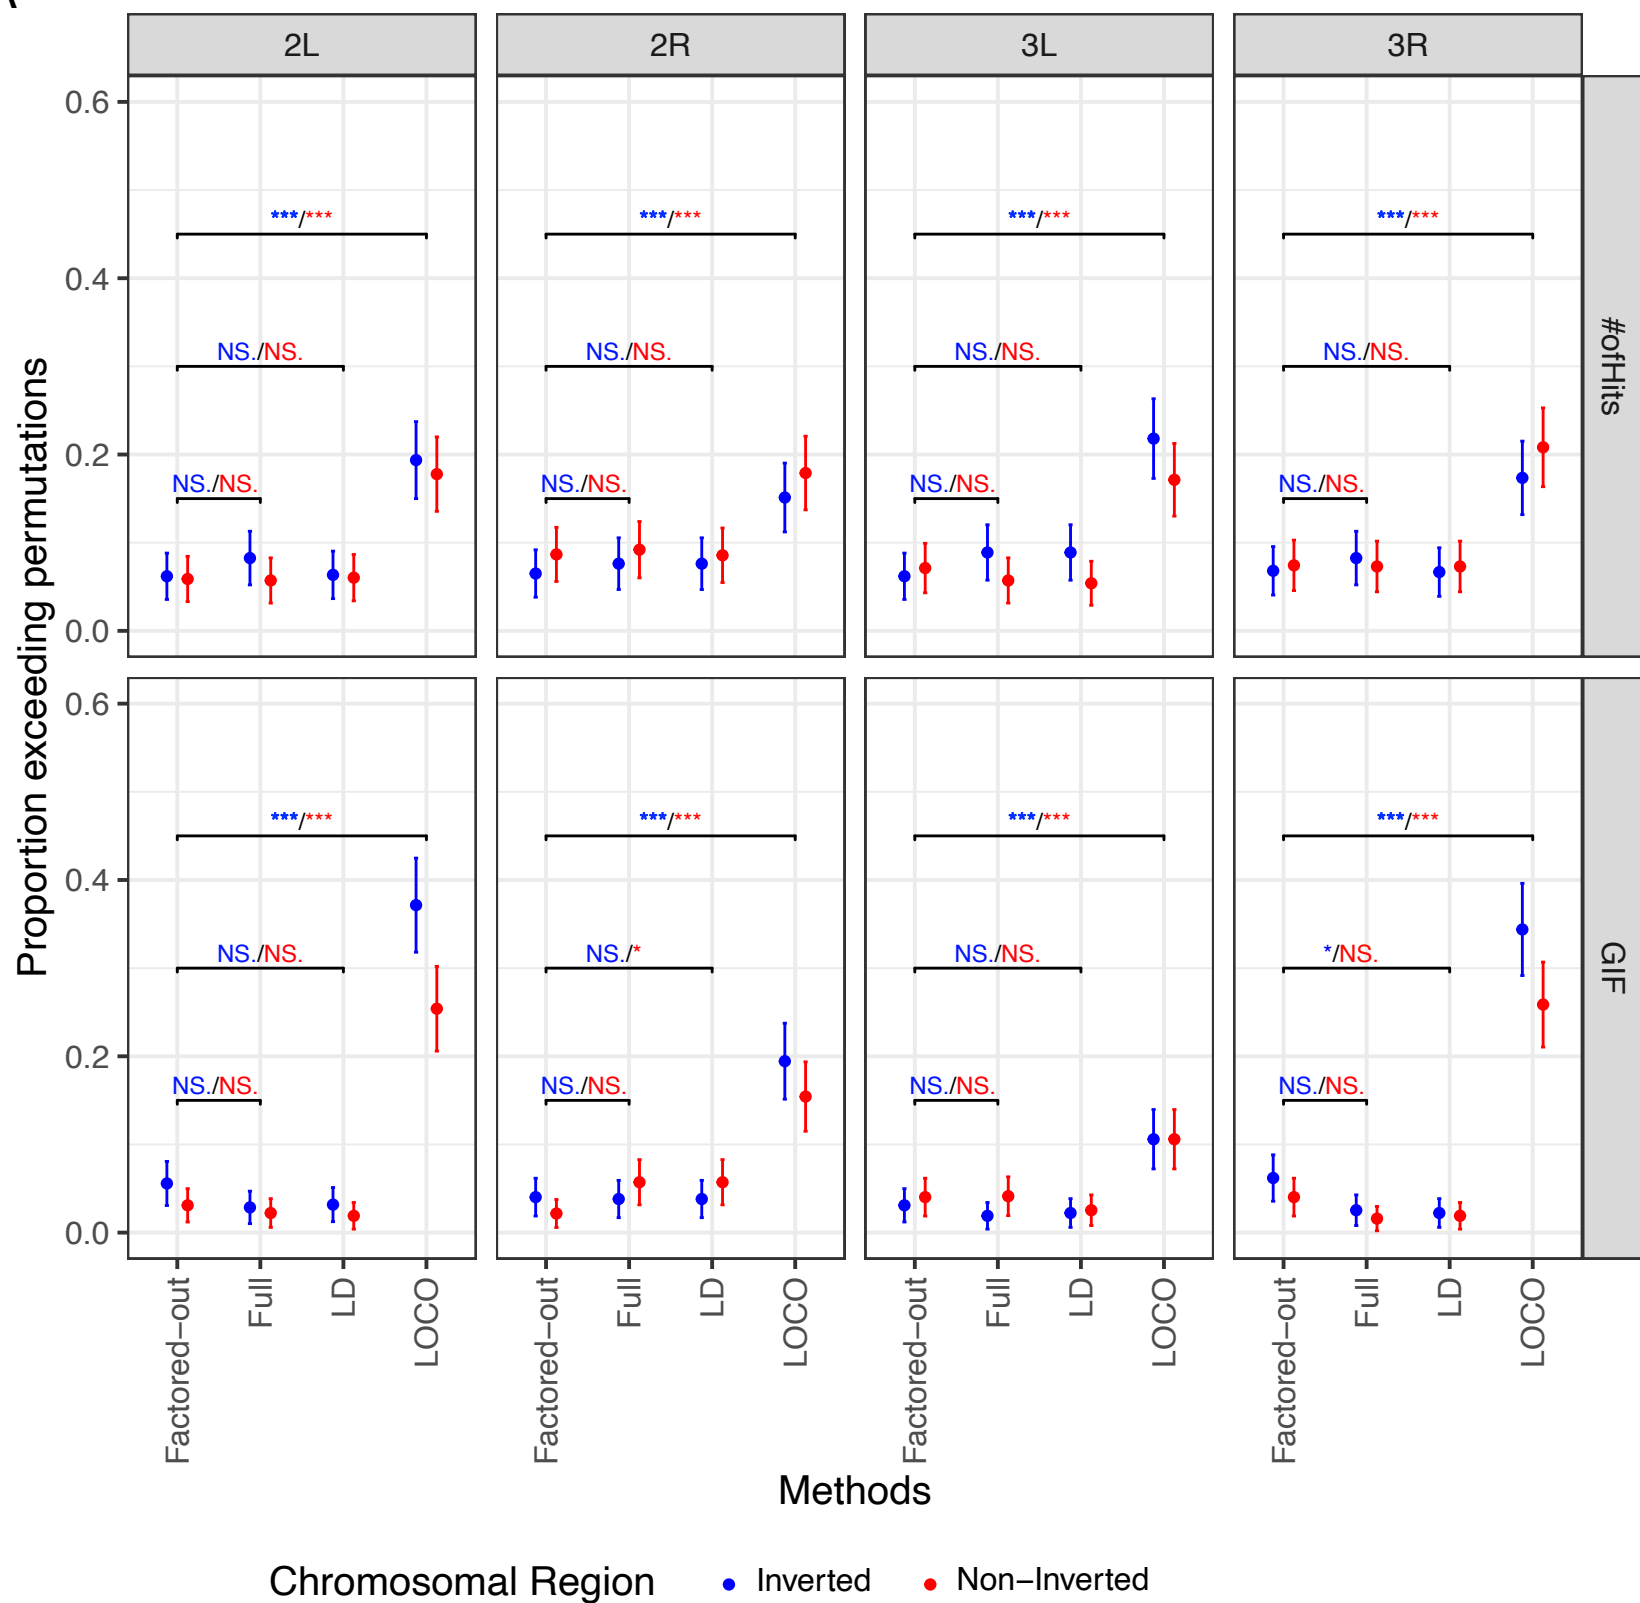 2L 2R 3L 3R
Proportion exceeding permutations
0.6
0.4
0.2
0.0
***/*** ***/*** ***/*** ***/***
NS./NS. NS./NS. NS./NS. NS./NS.
NS./NS. NS./NS. NS./NS. NS./NS.
#ofHits
0.6
0.4
0.2
0.0
***/*** ***/*** ***/*** ***/***
NS./NS. NS./* NS./NS. */NS.
NS./NS. NS./NS. NS./NS. NS./NS.
GIF
Factored−out Full LD LOCO Factored−out Full LD LOCO Factored−out Full LD LOCO Factored−out Full LD LOCO
Methods
Chromosomal Region Inverted Non−Inverted